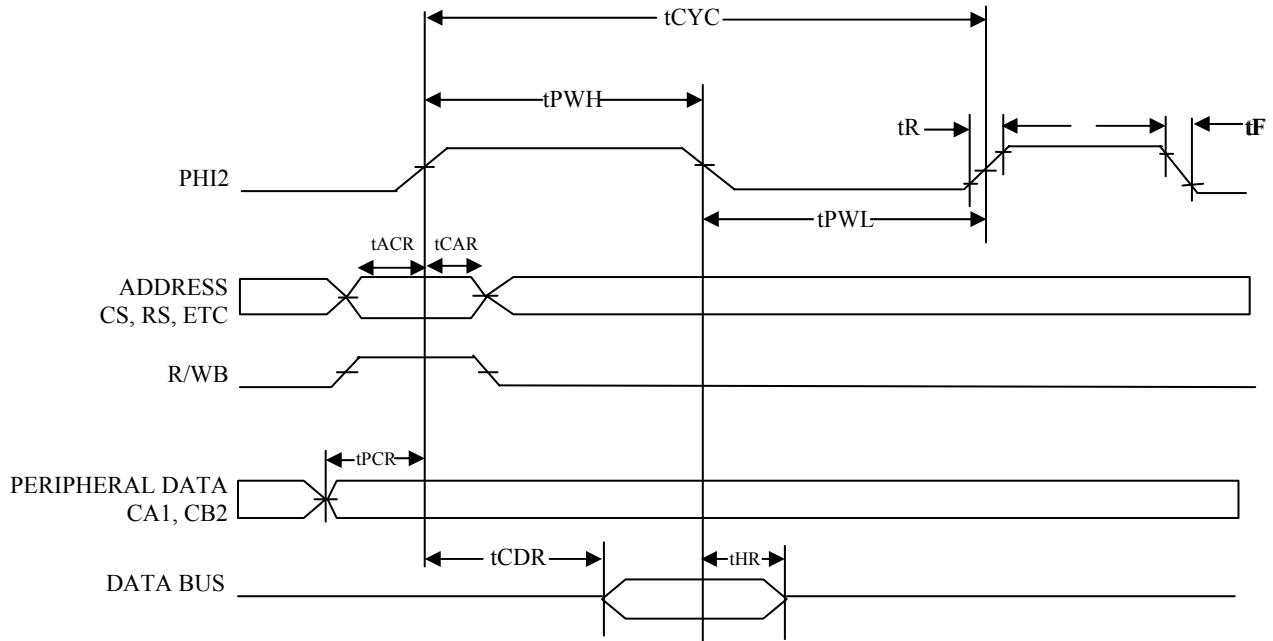 tCYC
tPWH
tR
tF
PHI2
tPWL
tACR
tCAR
ADDRESS
CS, RS, ETC
R/WB
tPCR
PERIPHERAL DATA
CA1, CB2
tCDR
tHR
DATA BUS